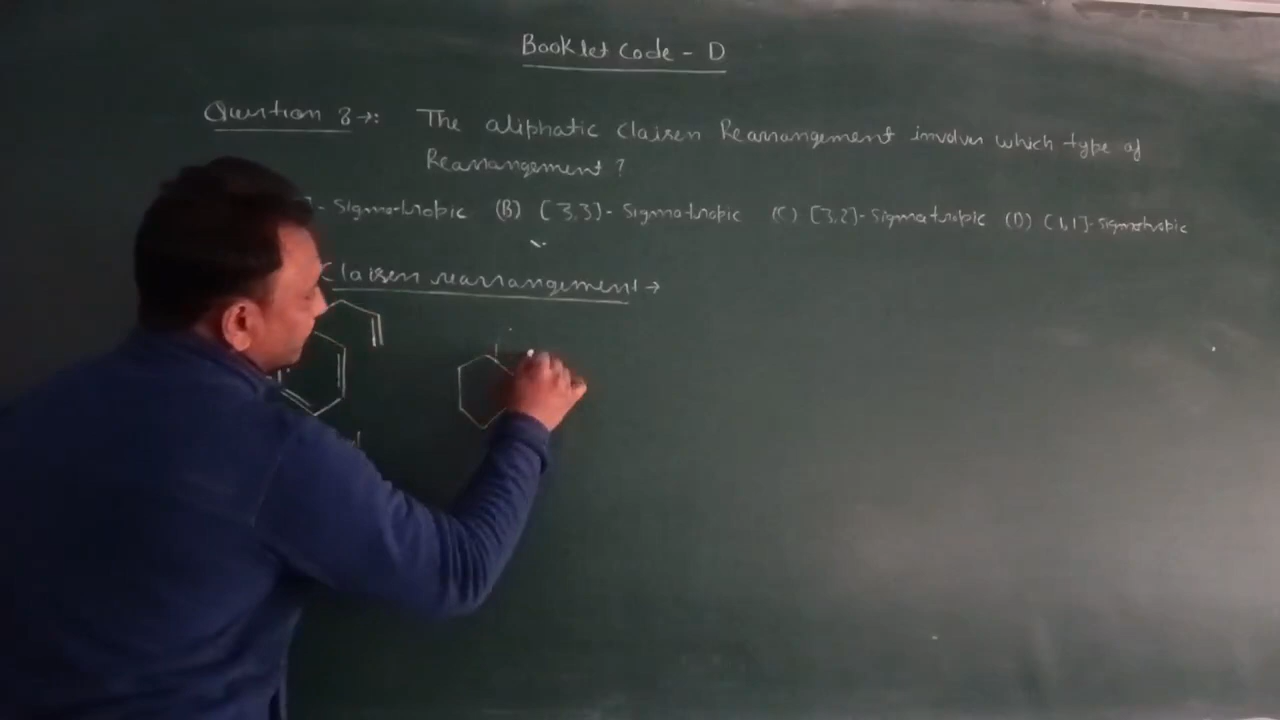 Booklet Code - D
Question 8 →: The aliphatic Claisen Rearrangement involves which type of
Rearrangement ?
]- Sigmatropic (B) [3,3]- Sigmatropic (C) [3,2]- Sigmatropic (D) [1,1]- Sigmatropic
Claisen rearrangement →